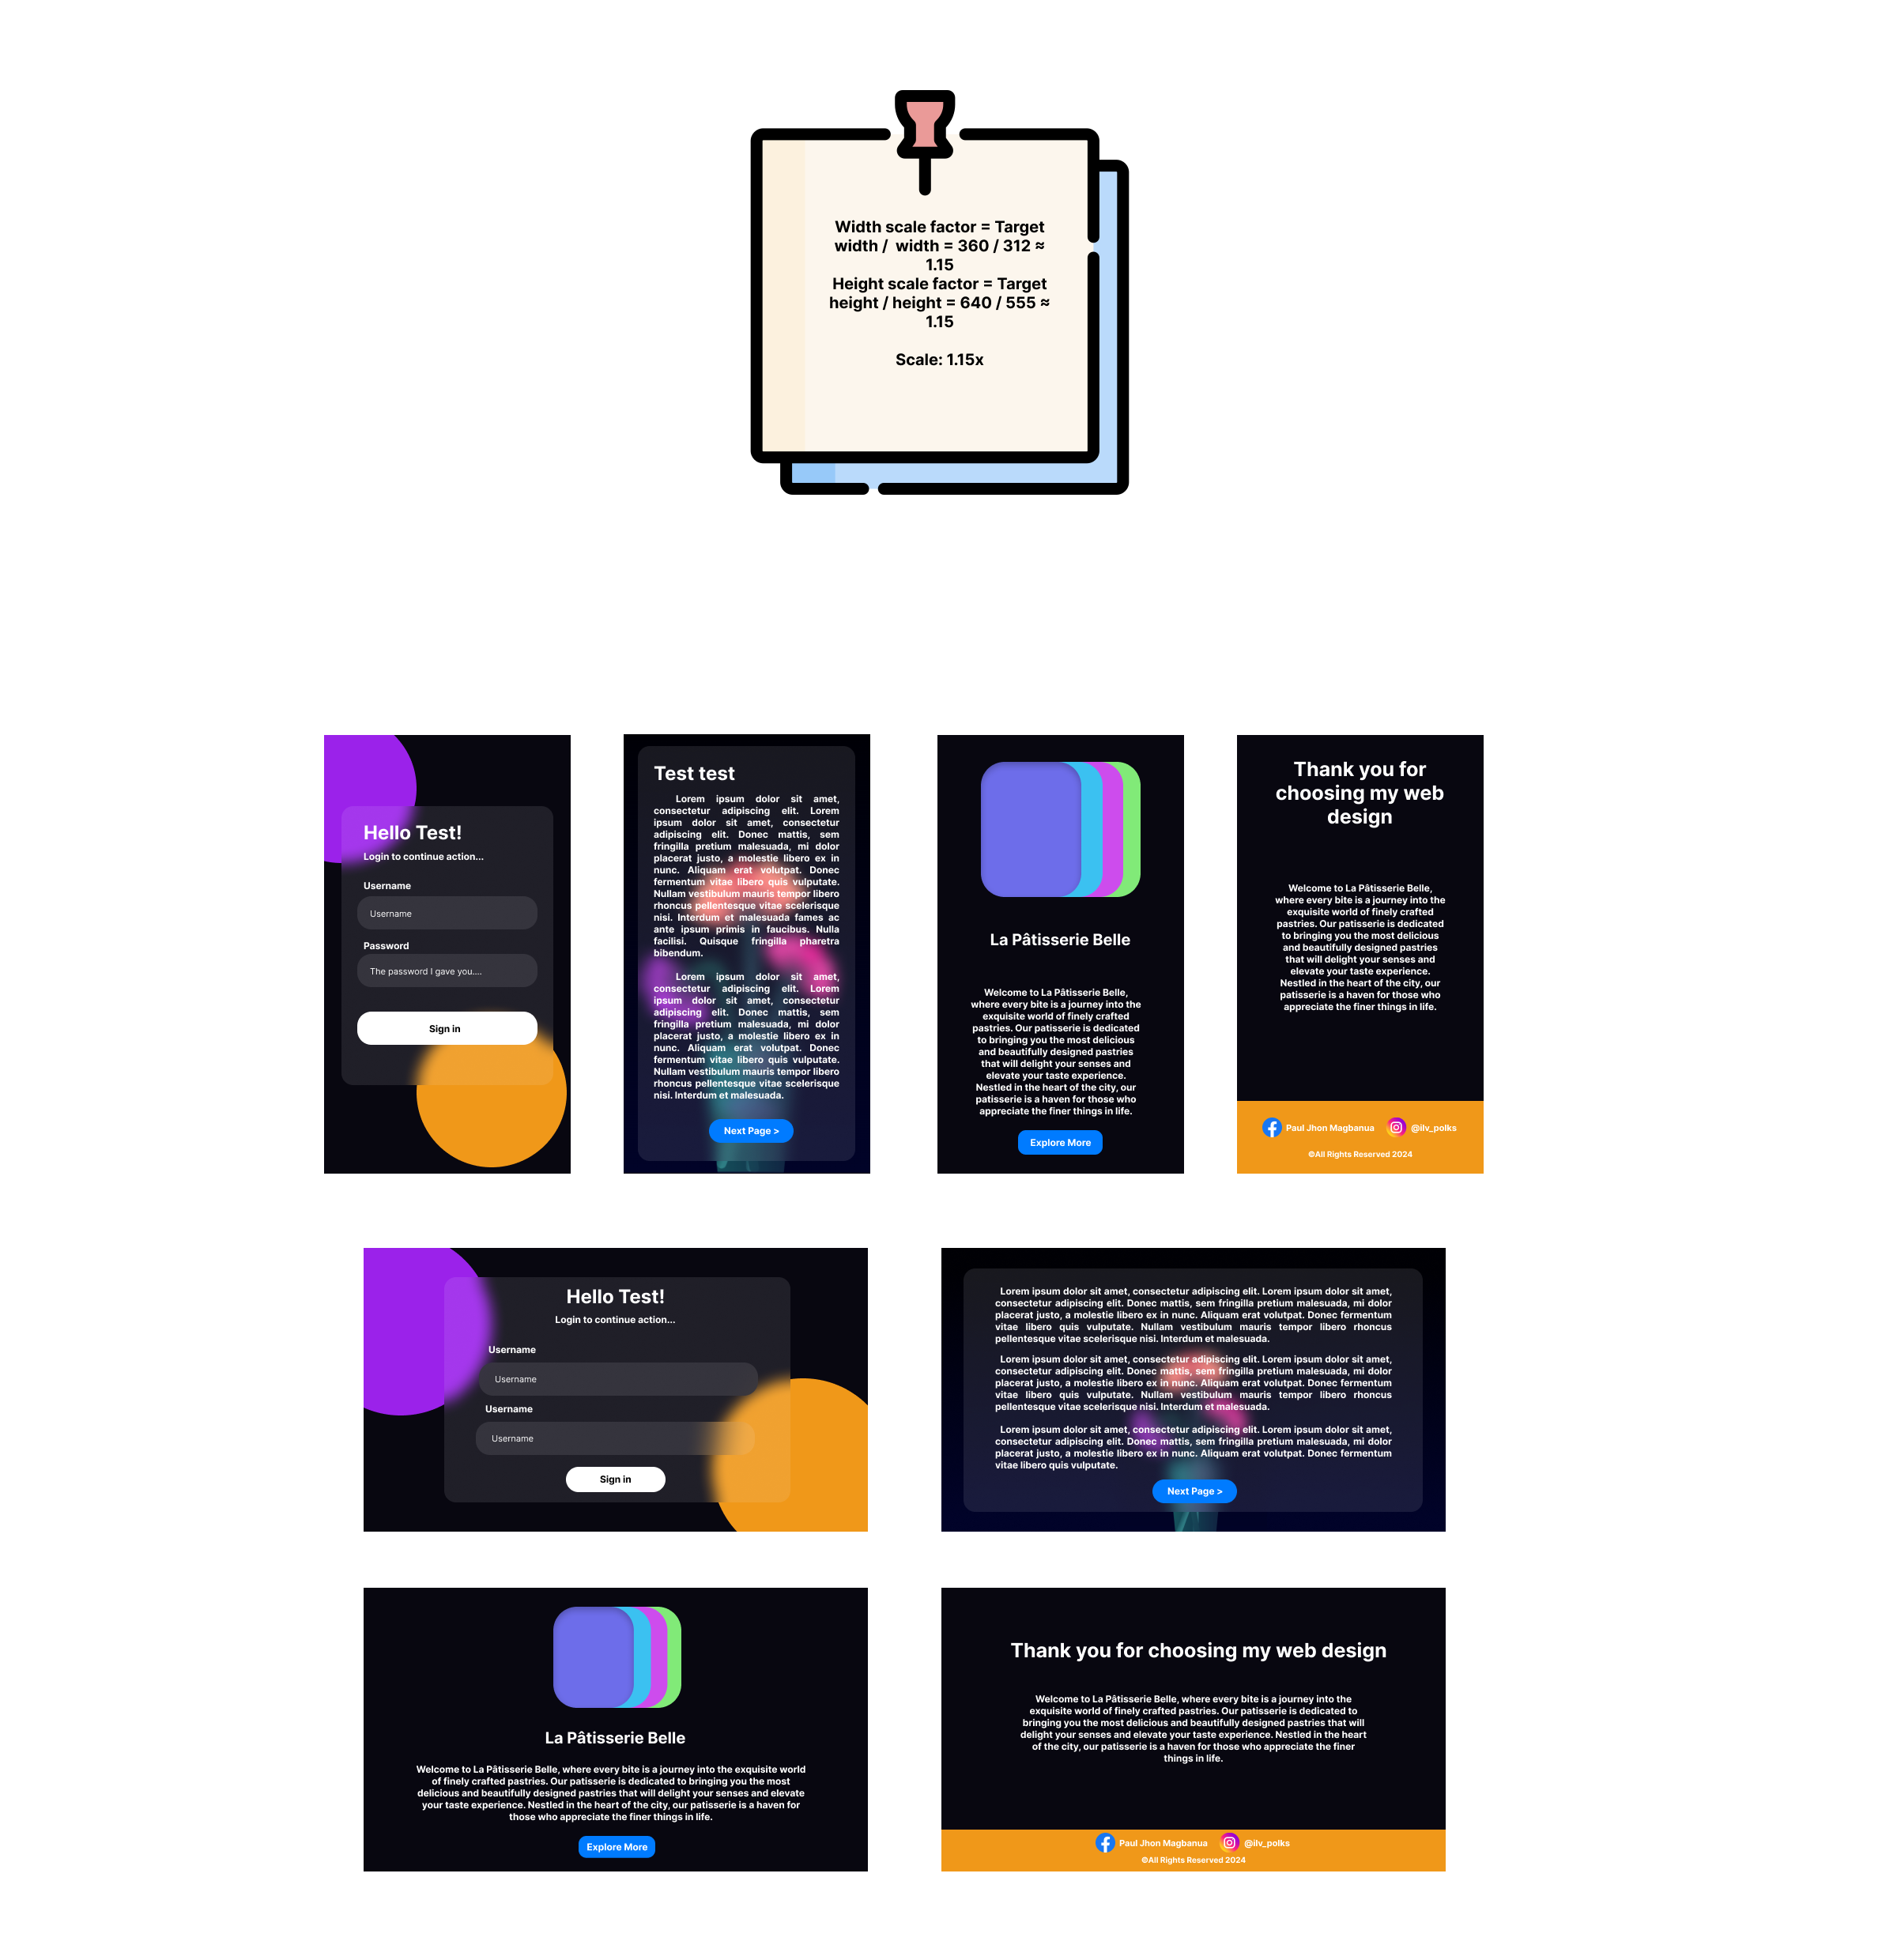 Width scale factor = Target
width /  width = 360 / 312 ≈
1.15
Height scale factor = Target
height / height = 640 / 555 ≈
1.15
Scale: 1.15x
Hello Test!
Login to continue action...
Username
Username
Password
The password I gave you....
Sign in
Test test
Lorem ipsum dolor sit amet,
consectetur adipiscing elit. Lorem
ipsum dolor sit amet, consectetur
adipiscing elit. Donec mattis, sem
fringilla pretium malesuada, mi dolor
placerat justo, a molestie libero ex in
nunc. Aliquam erat volutpat. Donec
fermentum vitae libero quis vulputate.
Nullam vestibulum mauris tempor libero
rhoncus pellentesque vitae scelerisque
nisi. Interdum et malesuada fames ac
ante ipsum primis in faucibus. Nulla
facilisi. Quisque fringilla pharetra
bibendum.
Lorem ipsum dolor sit amet,
consectetur adipiscing elit. Lorem
ipsum dolor sit amet, consectetur
adipiscing elit. Donec mattis, sem
fringilla pretium malesuada, mi dolor
placerat justo, a molestie libero ex in
nunc. Aliquam erat volutpat. Donec
fermentum vitae libero quis vulputate.
Nullam vestibulum mauris tempor libero
rhoncus pellentesque vitae scelerisque
nisi. Interdum et malesuada.
Next Page >
La Pâtisserie Belle
Welcome to La Pâtisserie Belle,
where every bite is a journey into the
exquisite world of finely crafted
pastries. Our patisserie is dedicated
to bringing you the most delicious
and beautifully designed pastries
that will delight your senses and
elevate your taste experience.
Nestled in the heart of the city, our
patisserie is a haven for those who
appreciate the finer things in life.
Explore More
Thank you for
choosing my web
design
Welcome to La Pâtisserie Belle,
where every bite is a journey into the
exquisite world of finely crafted
pastries. Our patisserie is dedicated
to bringing you the most delicious
and beautifully designed pastries
that will delight your senses and
elevate your taste experience.
Nestled in the heart of the city, our
patisserie is a haven for those who
appreciate the finer things in life.
Paul Jhon Magbanua @ilv_polks
©All Rights Reserved 2024
Hello Test!
Login to continue action...
Username
Username
Username
Username
Sign in
Lorem ipsum dolor sit amet, consectetur adipiscing elit. Lorem ipsum dolor sit amet,
consectetur adipiscing elit. Donec mattis, sem fringilla pretium malesuada, mi dolor
placerat justo, a molestie libero ex in nunc. Aliquam erat volutpat. Donec fermentum
vitae libero quis vulputate. Nullam vestibulum mauris tempor libero rhoncus
pellentesque vitae scelerisque nisi. Interdum et malesuada.
Lorem ipsum dolor sit amet, consectetur adipiscing elit. Lorem ipsum dolor sit amet,
consectetur adipiscing elit. Donec mattis, sem fringilla pretium malesuada, mi dolor
placerat justo, a molestie libero ex in nunc. Aliquam erat volutpat. Donec fermentum
vitae libero quis vulputate. Nullam vestibulum mauris tempor libero rhoncus
pellentesque vitae scelerisque nisi. Interdum et malesuada.
Lorem ipsum dolor sit amet, consectetur adipiscing elit. Lorem ipsum dolor sit amet,
consectetur adipiscing elit. Donec mattis, sem fringilla pretium malesuada, mi dolor
placerat justo, a molestie libero ex in nunc. Aliquam erat volutpat. Donec fermentum
vitae libero quis vulputate.
Next Page >
La Pâtisserie Belle
Welcome to La Pâtisserie Belle, where every bite is a journey into the exquisite world
of finely crafted pastries. Our patisserie is dedicated to bringing you the most
delicious and beautifully designed pastries that will delight your senses and elevate
your taste experience. Nestled in the heart of the city, our patisserie is a haven for
those who appreciate the finer things in life.
Explore More
Thank you for choosing my web design
Welcome to La Pâtisserie Belle, where every bite is a journey into the
exquisite world of finely crafted pastries. Our patisserie is dedicated to
bringing you the most delicious and beautifully designed pastries that will
delight your senses and elevate your taste experience. Nestled in the heart
of the city, our patisserie is a haven for those who appreciate the finer
things in life.
Paul Jhon Magbanua @ilv_polks
©All Rights Reserved 2024